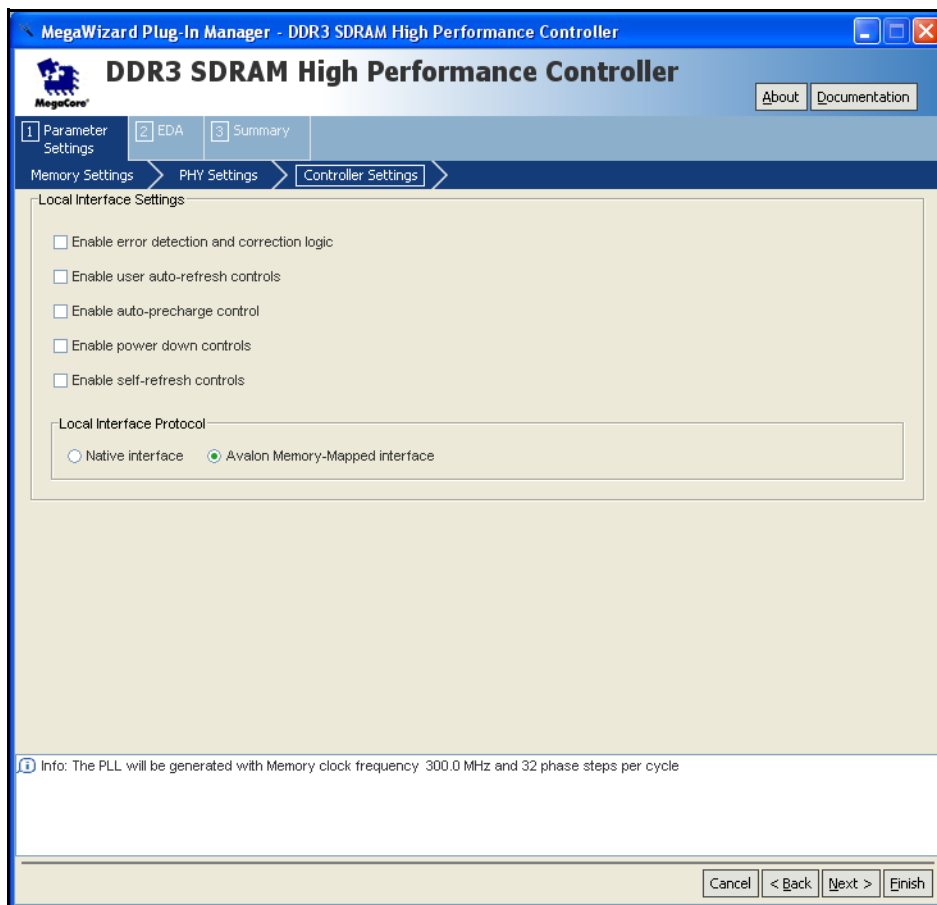 MegaWizard Plug-In Manager - DDR3 SDRAM High Performance Controller
MegaCore®
DDR3 SDRAM High Performance Controller
About
Documentation
1 Parameter Settings
2 EDA
3 Summary
Memory Settings
PHY Settings
Controller Settings
Local Interface Settings
Enable error detection and correction logic
Enable user auto-refresh controls
Enable auto-precharge control
Enable power down controls
Enable self-refresh controls
Local Interface Protocol
Native interface
Avalon Memory-Mapped interface
Info: The PLL will be generated with Memory clock frequency 300.0 MHz and 32 phase steps per cycle
Cancel
< Back
Next >
Finish